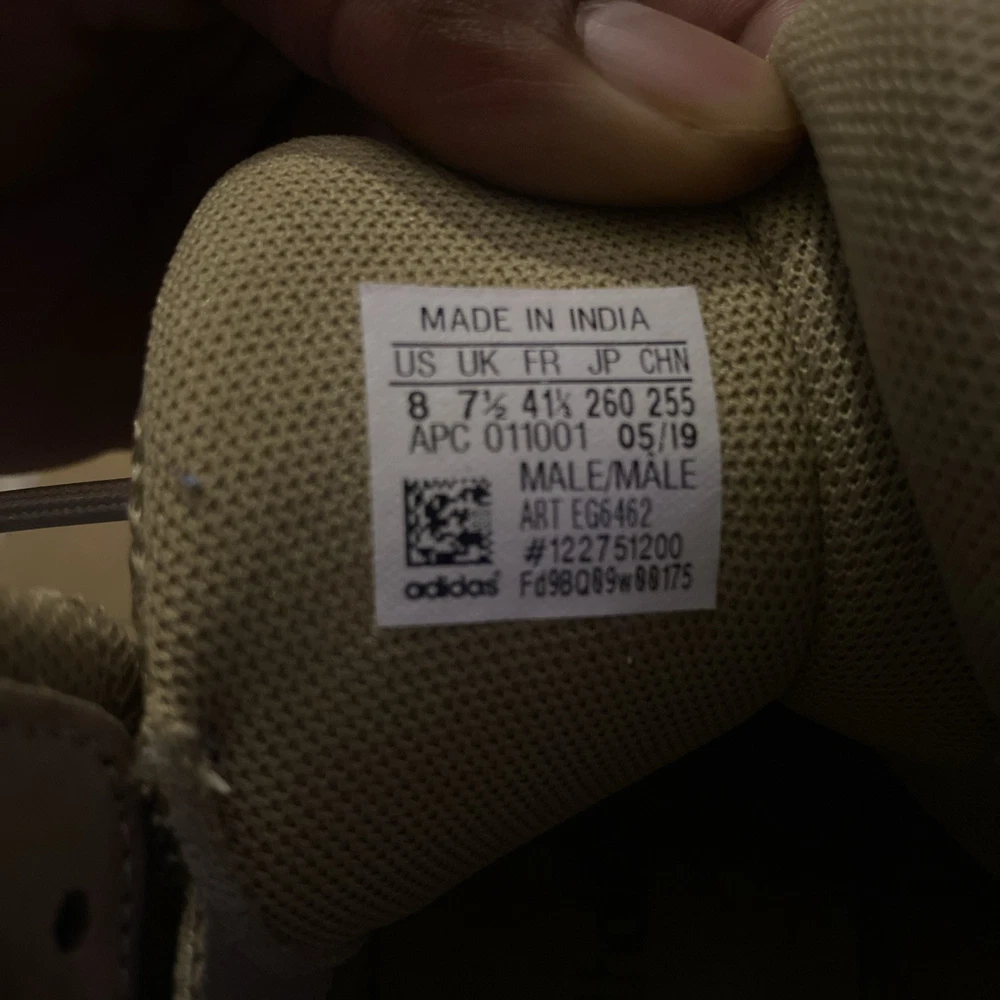 MADE IN INDIA
US UK FR JP CHN
8 7½ 41⅓ 260 255
APC 011001 05/19
MALE/MÂLE
ART EG6462
#122751200
adidas Fd9BQ09w00175